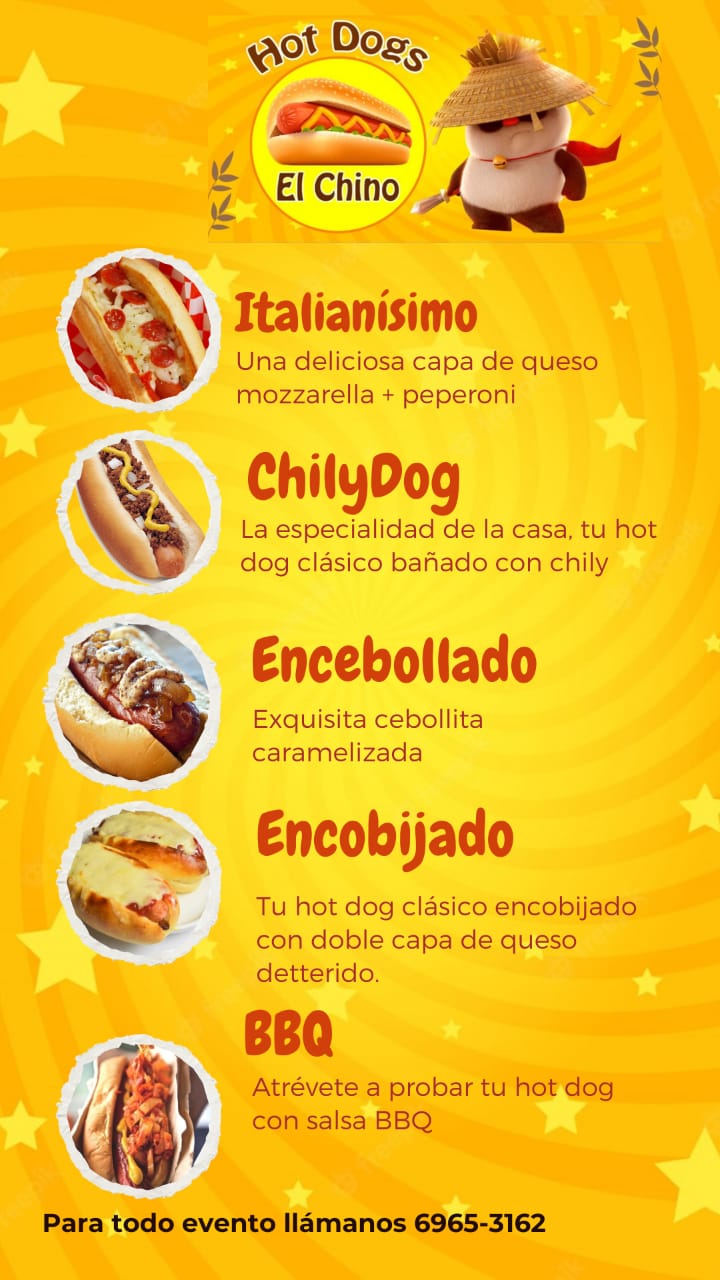 Hot Dogs
El Chino
Italianísimo
Una deliciosa capa de queso
mozzarella + peperoni
ChilyDog
La especialidad de la casa, tu hot
dog clásico bañado con chily
Encebollado
Exquisita cebollita
caramelizada
Encobijado
Tu hot dog clásico encobijado
con doble capa de queso
detterido.
BBQ
Atrévete a probar tu hot dog
con salsa BBQ
Para todo evento llámanos 6965-3162